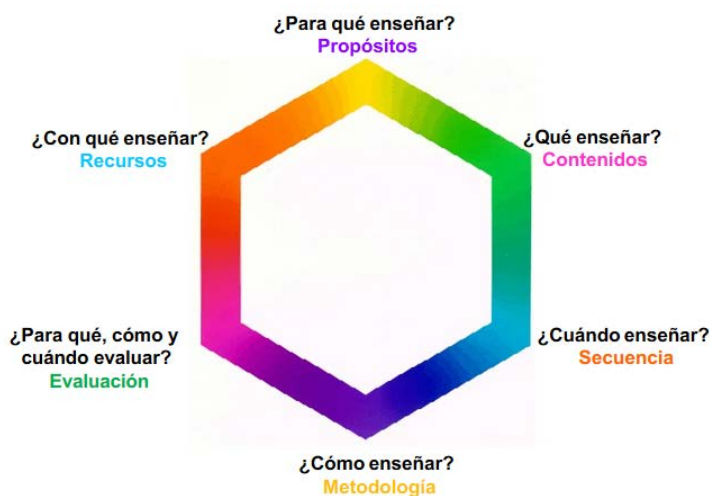 ¿Para qué enseñar?
Propósitos
¿Qué enseñar?
Contenidos
¿Cuándo enseñar?
Secuencia
¿Cómo enseñar?
Metodología
¿Para qué, cómo y
cuándo evaluar?
Evaluación
¿Con qué enseñar?
Recursos